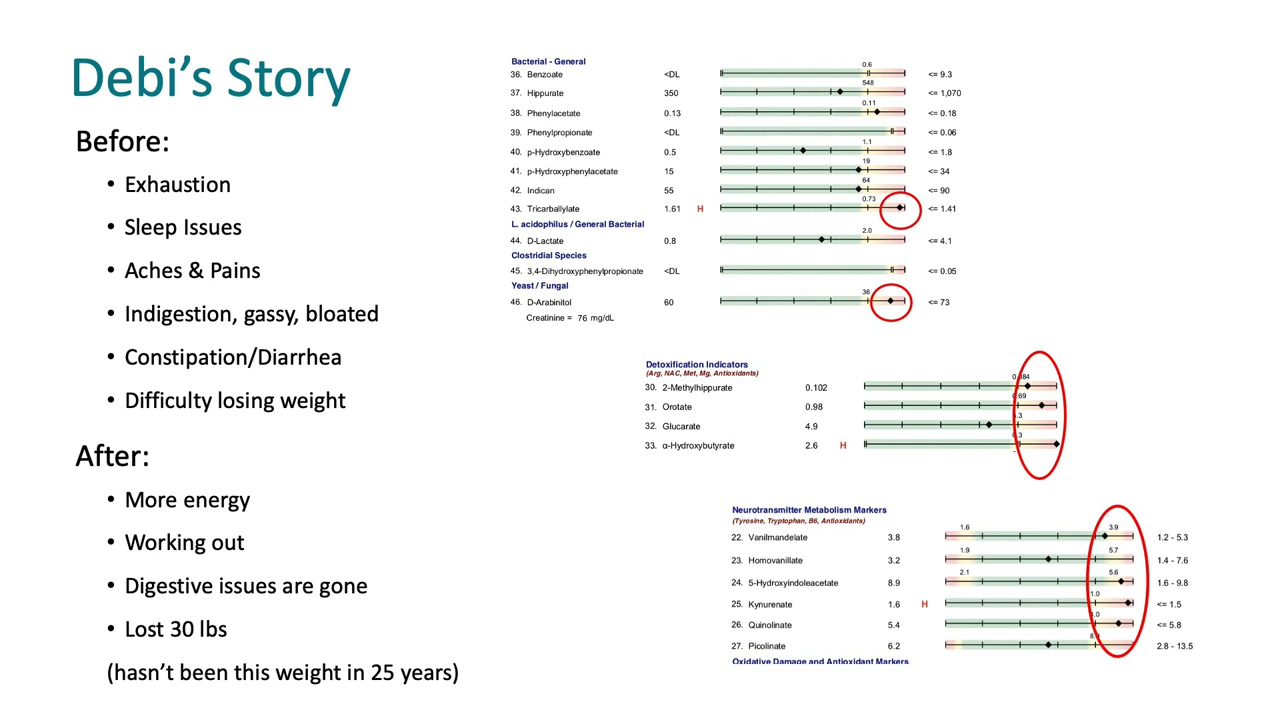 Debi's Story
Before:
• Exhaustion
• Sleep Issues
• Aches & Pains
• Indigestion, gassy, bloated
• Constipation/Diarrhea
• Difficulty losing weight
After:
• More energy
• Working out
• Digestive issues are gone
• Lost 30 lbs
(hasn't been this weight in 25 years)
Bacterial - General
0.6
36. Benzoate <DL <= 9.3
548
37. Hippurate 350 <= 1,070
0.11
38. Phenylacetate 0.13 <= 0.18
39. Phenylpropionate <DL <= 0.06
1.1
40. p-Hydroxybenzoate 0.5 <= 1.8
19
41. p-Hydroxyphenylacetate 15 <= 34
64
42. Indican 55 <= 90
0.73
43. Tricarballylate 1.61 H <= 1.41
L. acidophilus / General Bacterial
2.0
44. D-Lactate 0.8 <= 4.1
Clostridial Species
45. 3,4-Dihydroxyphenylpropionate <DL <= 0.05
Yeast / Fungal
36
46. D-Arabinitol 60 <= 73
Creatinine = 76 mg/dL
Detoxification Indicators
(Arg, NAC, Met, Mg, Antioxidants)
30. 2-Methylhippurate 0.102
31. Orotate 0.98
32. Glucarate 4.9
33. α-Hydroxybutyrate 2.6 H
Neurotransmitter Metabolism Markers
(Tyrosine, Tryptophan, B6, Antioxidants)
1.6 3.9
22. Vanilmandelate 3.8 1.2 - 5.3
1.9 5.7
23. Homovanillate 3.2 1.4 - 7.6
2.1 5.6
24. 5-Hydroxyindoleacetate 8.9 1.6 - 9.8
1.0
25. Kynurenate 1.6 H <= 1.5
26. Quinolinate 5.4 <= 5.8
27. Picolinate 6.2 2.8 - 13.5
Oxidative Damage and Antioxidant Markers